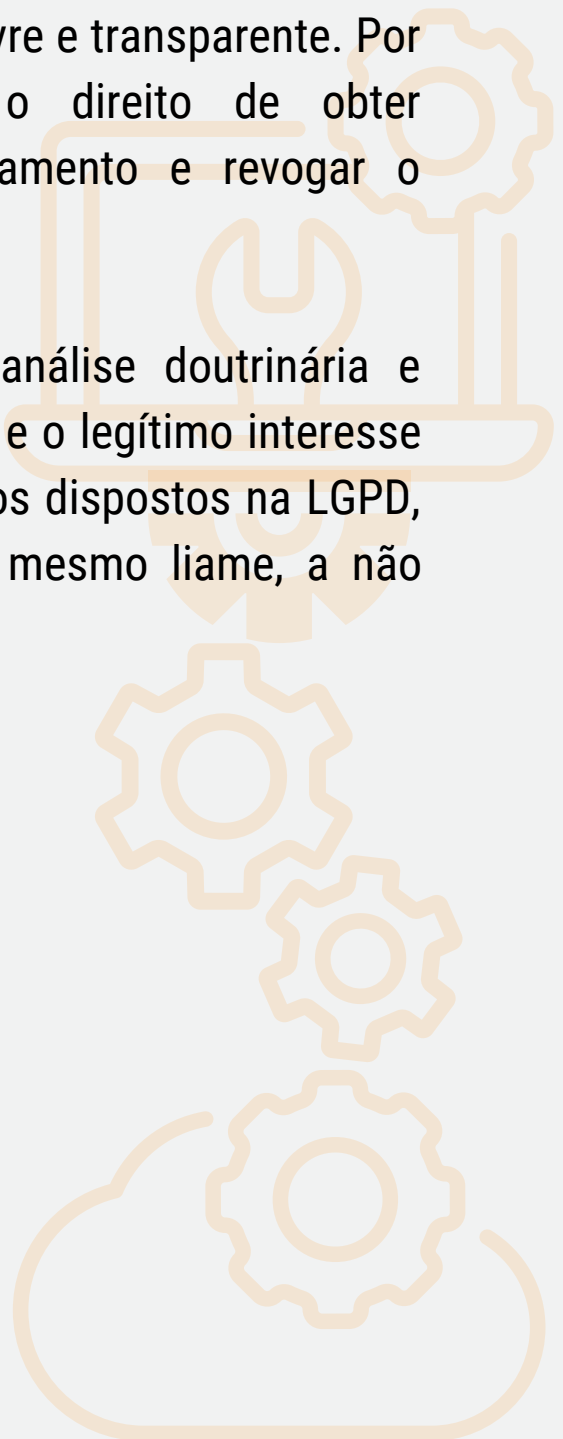 vre e transparente. Por
o direito de obter
amento e revogar o
análise doutrinária e
e o legítimo interesse
os dispostos na LGPD,
mesmo liame, a não